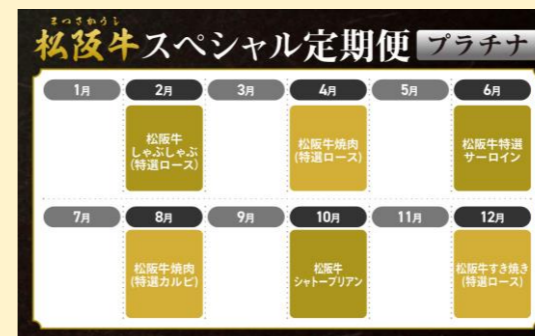 まつさかうし
松阪牛スペシャル定期便 プラチナ
1月 2月 3月 4月 5月 6月
松阪牛
しゃぶしゃぶ
(特選ロース)
松阪牛焼肉
(特選ロース)
松阪牛特選
サーロイン
7月 8月 9月 10月 11月 12月
松阪牛焼肉
(特選カルビ)
松阪牛
シャトーブリアン
松阪牛すき焼き
(特選ロース)